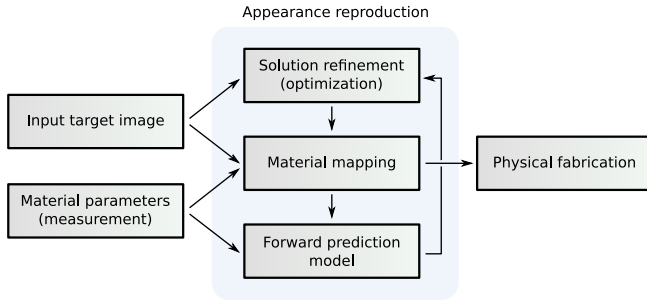 Appearance reproduction
Solution refinement
(optimization)
Input target image
Material mapping
Physical fabrication
Material parameters
(measurement)
Forward prediction
model